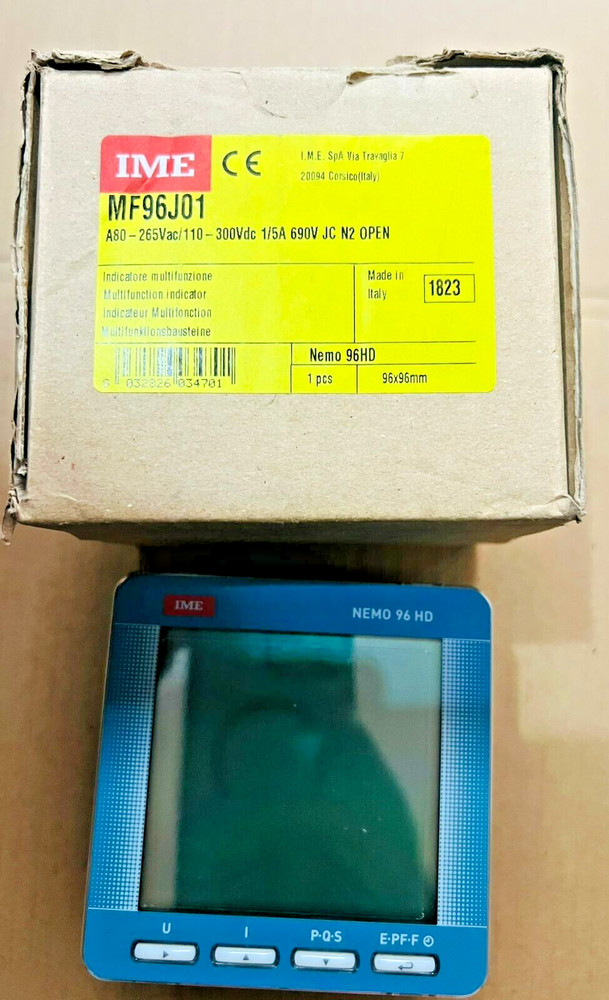 IME CE
I.M.E. SpA Via Travaglia 7
20094 Corsico(Italy)
MF96J01
A80-265Vac/110-300Vdc 1/5A 690V JC N2 OPEN
Indicatore multifunzione
Multifunction indicator
Indicateur Multifonction
Multifunktionsbausteine
Made in
Italy
1823
Nemo 96HD
1 pcs
96x96mm
032826 034701
IME
NEMO 96 HD
U
I
P·Q·S
E·PF·F